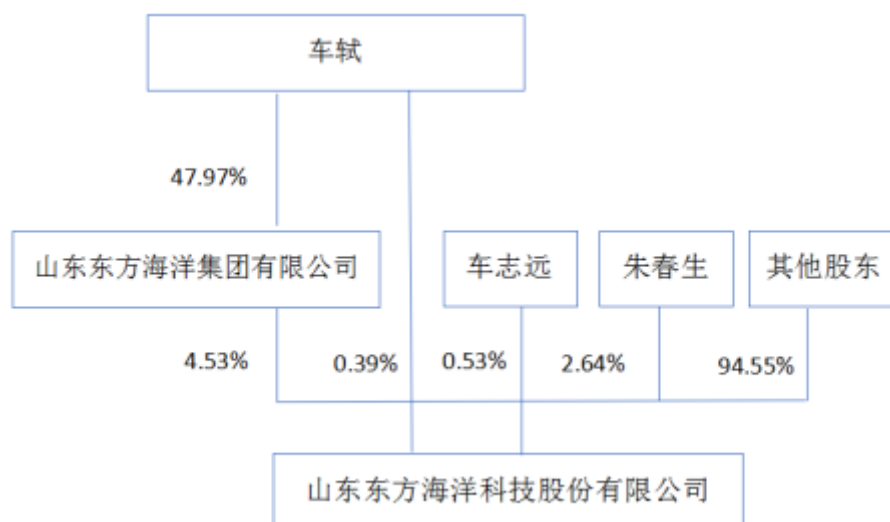 车轼
47.97%
山东东方海洋集团有限公司
车志远
朱春生
其他股东
4.53%
0.39%
0.53%
2.64%
94.55%
山东东方海洋科技股份有限公司